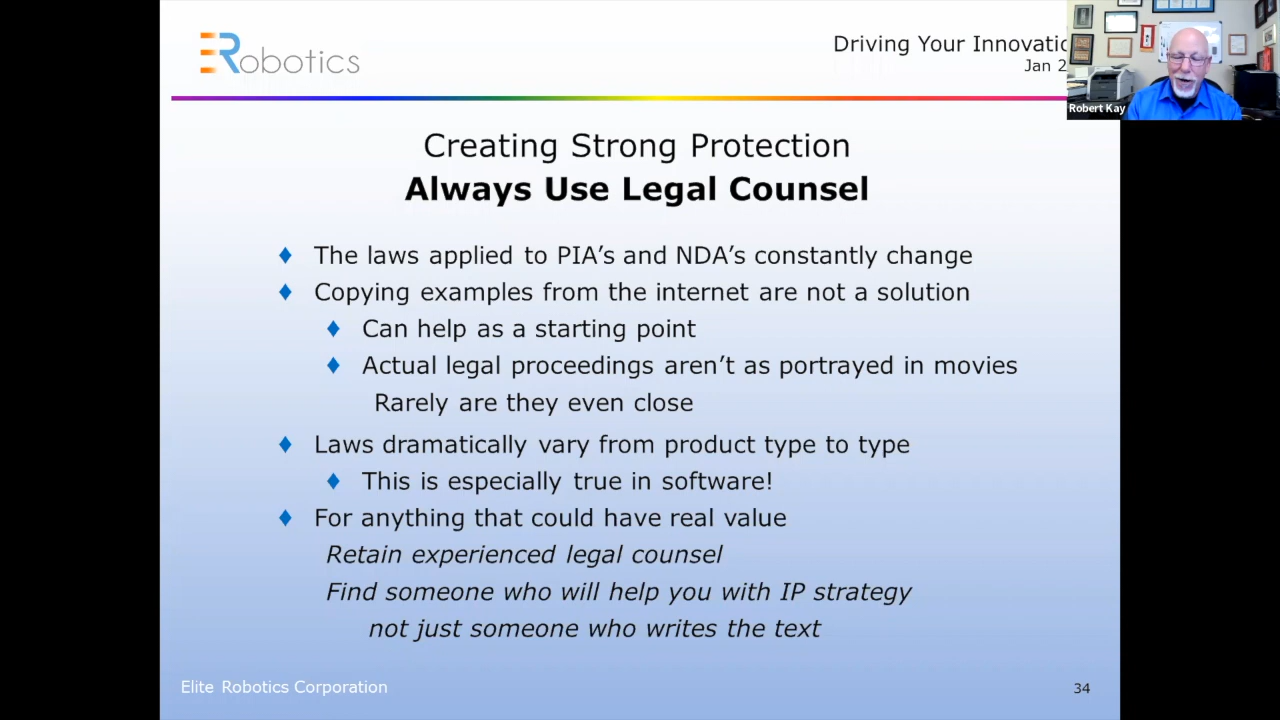 ERobotics
Driving Your Innovatio
Jan 2
Robert Kay
Creating Strong Protection
Always Use Legal Counsel
The laws applied to PIA’s and NDA’s constantly change
Copying examples from the internet are not a solution
Can help as a starting point
Actual legal proceedings aren’t as portrayed in movies
Rarely are they even close
Laws dramatically vary from product type to type
This is especially true in software!
For anything that could have real value
Retain experienced legal counsel
Find someone who will help you with IP strategy
not just someone who writes the text
Elite Robotics Corporation
34